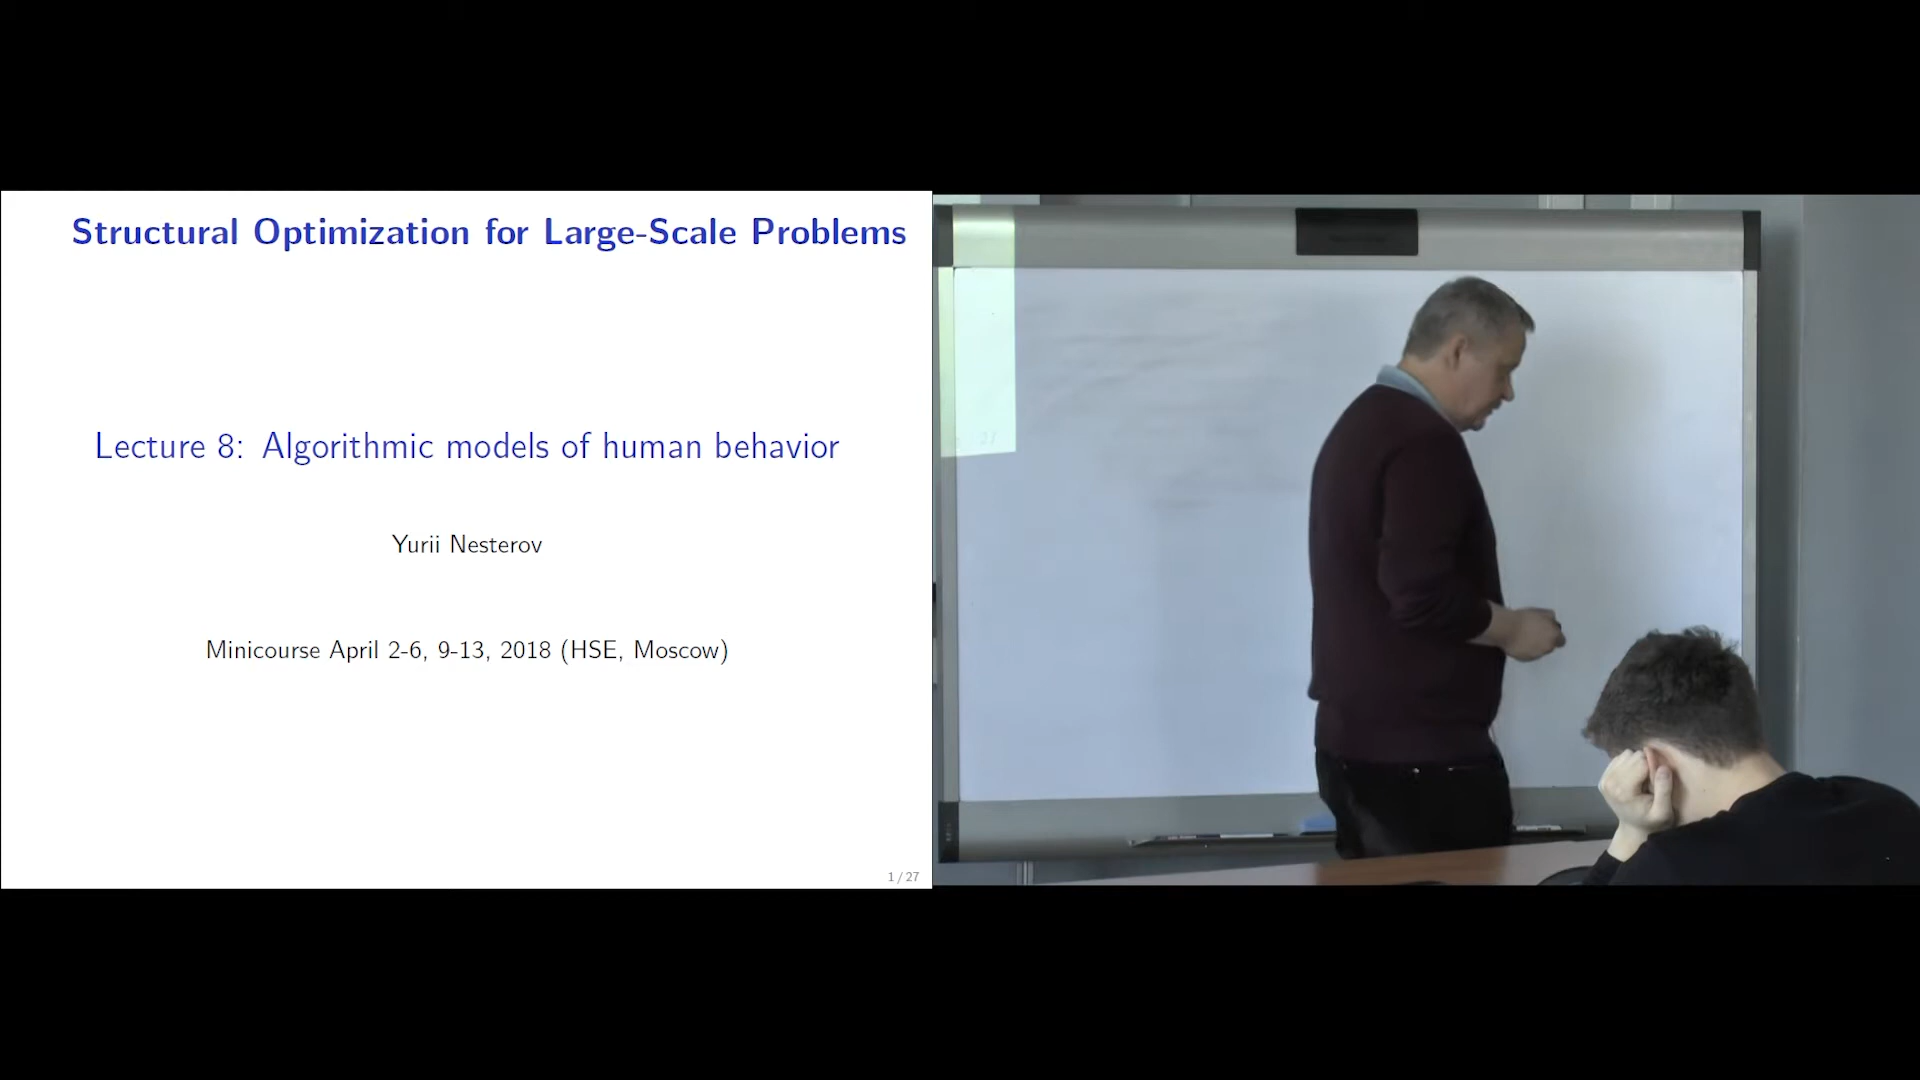 Structural Optimization for Large-Scale Problems
Lecture 8: Algorithmic models of human behavior
Yurii Nesterov
Minicourse April 2-6, 9-13, 2018 (HSE, Moscow)
1 / 27